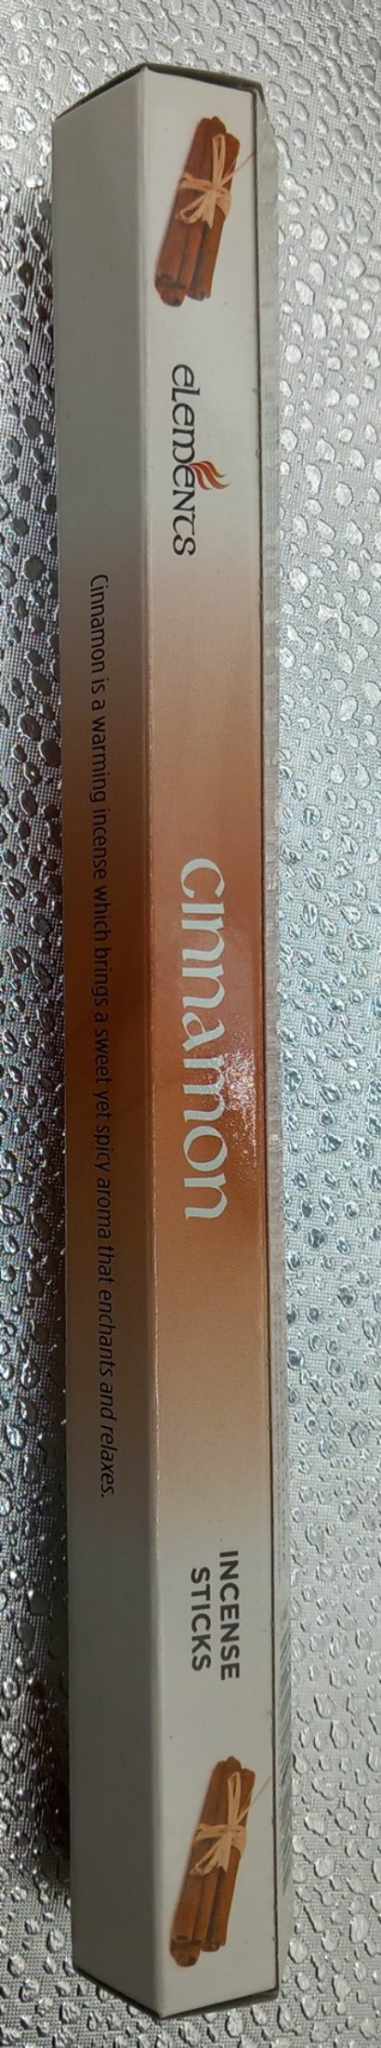 eLemenTs
cinnamon
INCENSE
STICKS
Cinnamon is a warming incense which brings a sweet yet spicy aroma that enchants and relaxes.